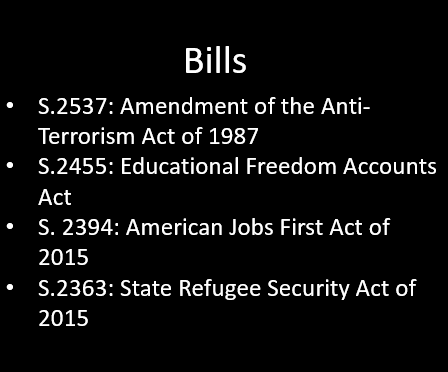 Bills
• S.2537: Amendment of the Anti-
Terrorism Act of 1987
• S.2455: Educational Freedom Accounts
Act
• S. 2394: American Jobs First Act of
2015
• S.2363: State Refugee Security Act of
2015